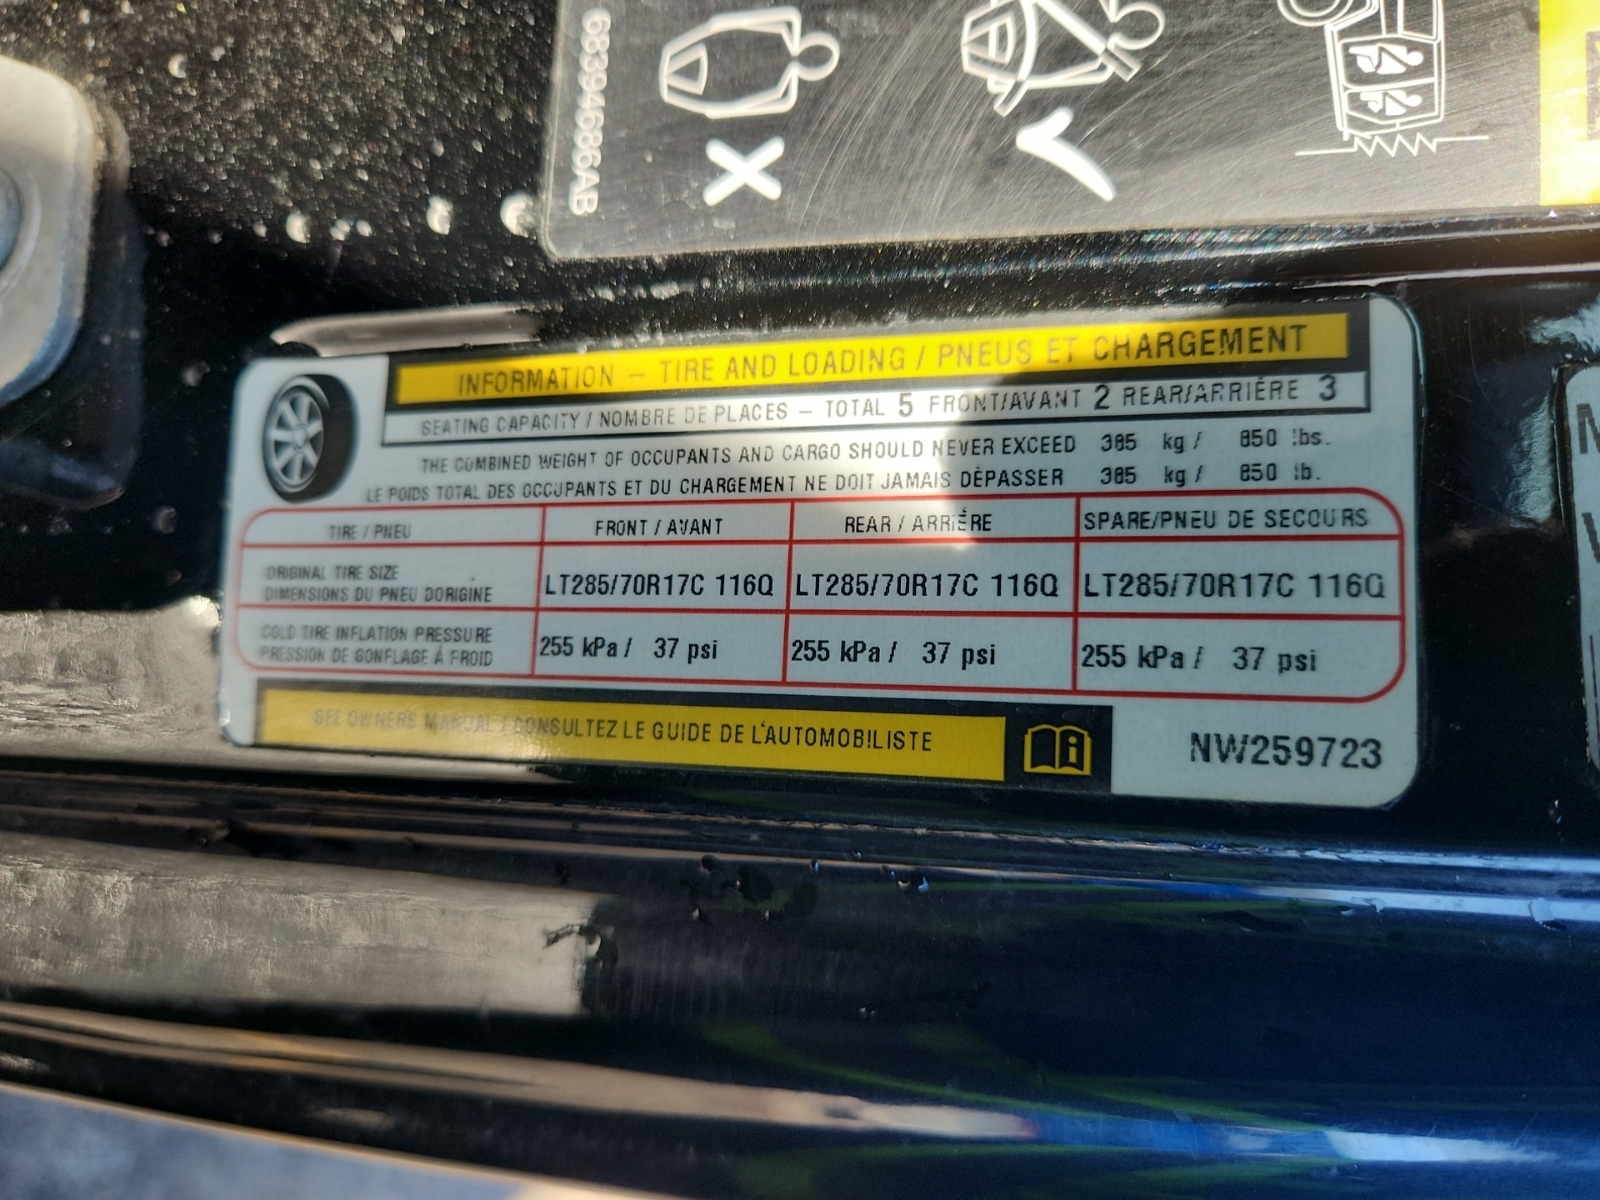 68394686AB
INFORMATION – TIRE AND LOADING / PNEUS ET CHARGEMENT
SEATING CAPACITY / NOMBRE DE PLACES – TOTAL 5 FRONT/AVANT 2 REAR/ARRIÈRE 3
THE COMBINED WEIGHT OF OCCUPANTS AND CARGO SHOULD NEVER EXCEED 385 kg / 850 lbs.
LE POIDS TOTAL DES OCCUPANTS ET DU CHARGEMENT NE DOIT JAMAIS DÉPASSER 385 kg / 850 lb.
TIRE / PNEU FRONT / AVANT REAR / ARRIÈRE SPARE/PNEU DE SECOURS
ORIGINAL TIRE SIZE
DIMENSIONS DU PNEU DORIGINE
LT285/70R17C 116Q LT285/70R17C 116Q LT285/70R17C 116Q
COLD TIRE INFLATION PRESSURE
PRESSION DE GONFLAGE À FROID
255 kPa / 37 psi 255 kPa / 37 psi 255 kPa / 37 psi
SEE OWNERS MANUAL / CONSULTEZ LE GUIDE DE L'AUTOMOBILISTE
NW259723